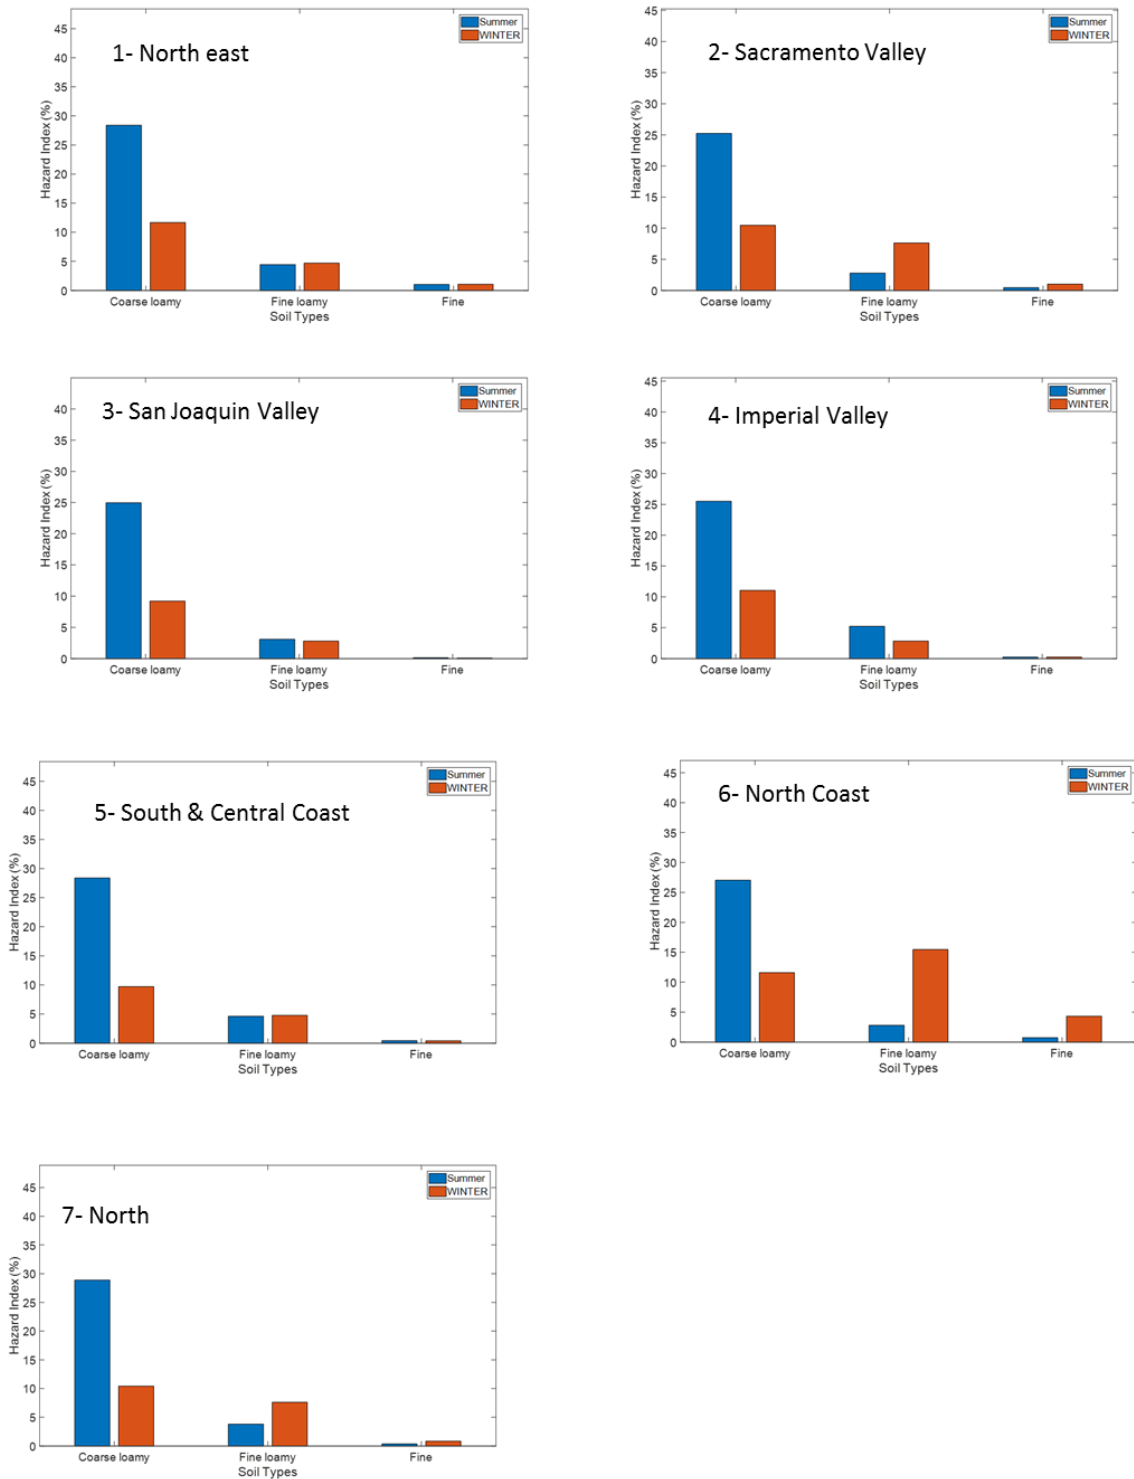 1- North east
Summer
WINTER
45
40
35
30
25
20
15
10
5
0
Hazard Index (%)
Coarse loamy
Fine loamy
Fine
Soil Types
2- Sacramento Valley
Summer
WINTER
45
40
35
30
25
20
15
10
5
0
Hazard Index (%)
Coarse loamy
Fine loamy
Fine
Soil Types
3- San Joaquin Valley
Summer
WINTER
40
35
30
25
20
15
10
5
0
Hazard Index (%)
Coarse loamy
Fine loamy
Fine
Soil Types
4- Imperial Valley
Summer
WINTER
45
40
35
30
25
20
15
10
5
0
Hazard Index (%)
Coarse loamy
Fine loamy
Fine
Soil Types
5- South & Central Coast
Summer
WINTER
45
40
35
30
25
20
15
10
5
0
Hazard Index (%)
Coarse loamy
Fine loamy
Fine
Soil Types
6- North Coast
Summer
WINTER
45
40
35
30
25
20
15
10
5
0
Hazard Index (%)
Coarse loamy
Fine loamy
Fine
Soil Types
7- North
Summer
WINTER
45
40
35
30
25
20
15
10
5
0
Hazard Index (%)
Coarse loamy
Fine loamy
Fine
Soil Types